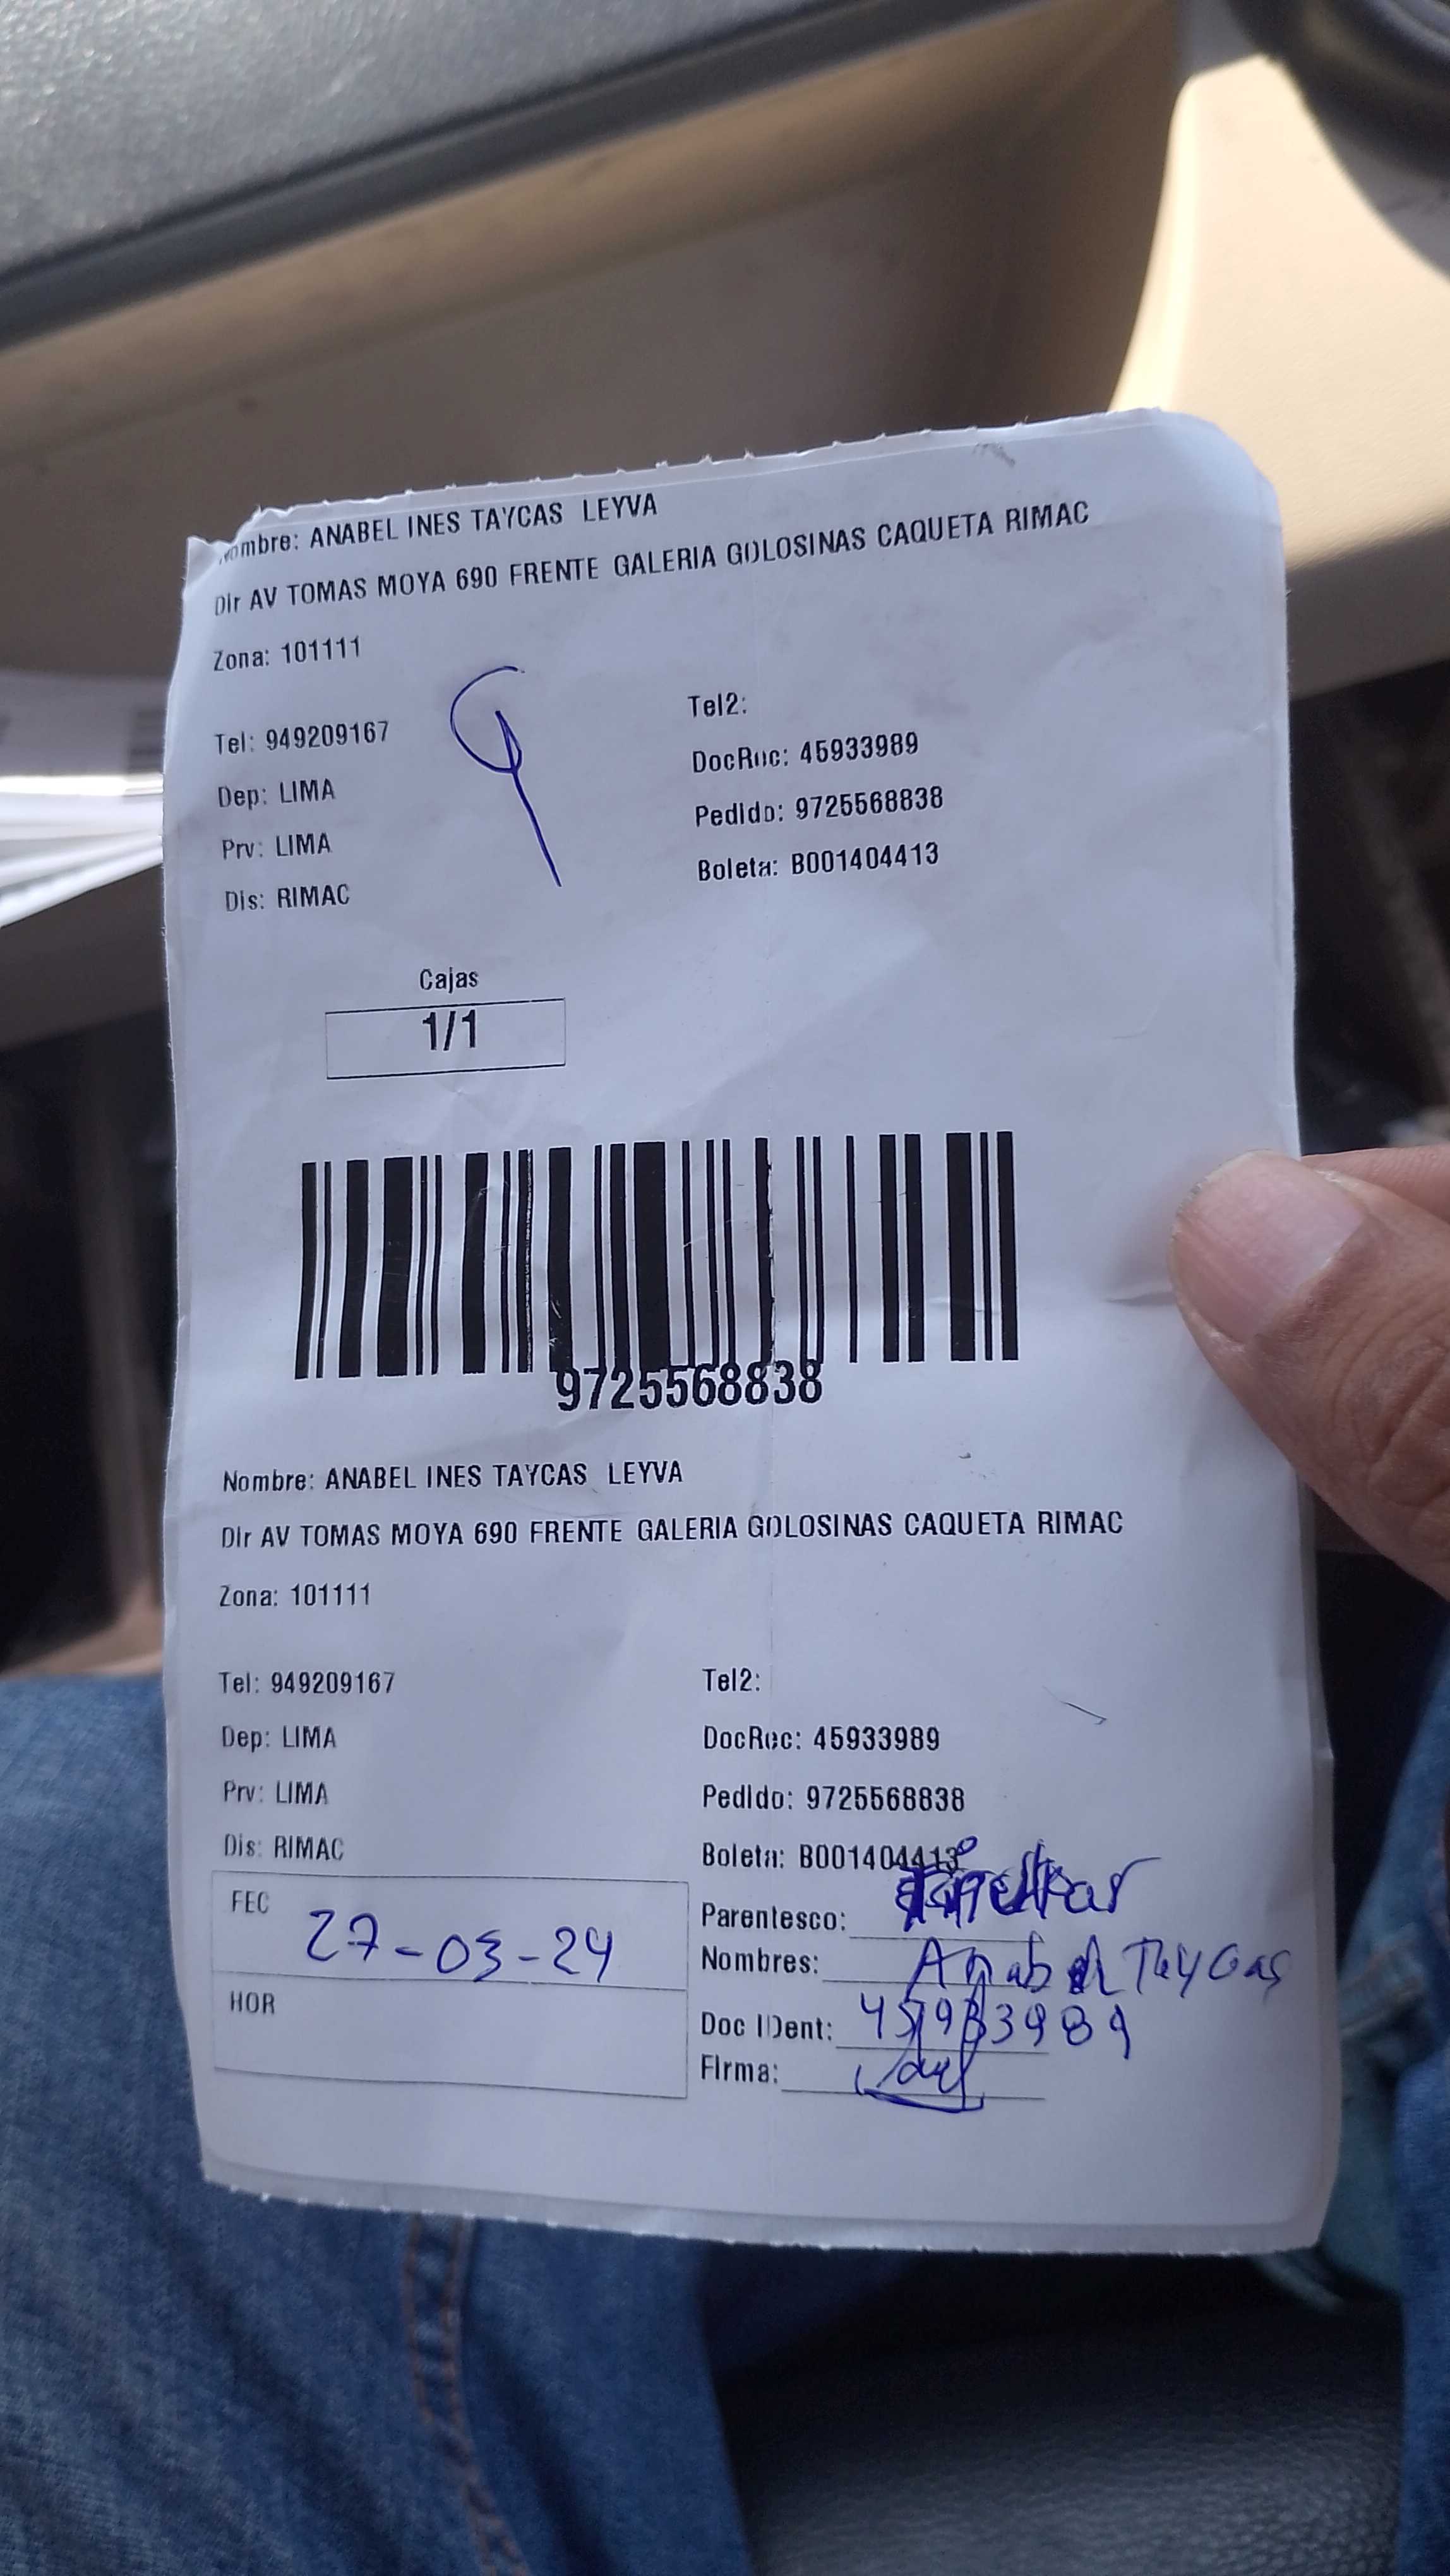 Nombre: ANABEL INES TAYCAS LEYVA
Dir AV TOMAS MOYA 690 FRENTE GALERIA GOLOSINAS CAQUETA RIMAC
Zona: 101111
Tel: 949209167
Tel2:
Dep: LIMA
DocRec: 45933989
Prv: LIMA
Pedido: 9725568838
Dis: RIMAC
Boleta: B001404413
Cajas
1/1
9725568838
Nombre: ANABEL INES TAYCAS LEYVA
Dir AV TOMAS MOYA 690 FRENTE GALERIA GOLOSINAS CAQUETA RIMAC
Zona: 101111
Tel: 949209167
Tel2:
Dep: LIMA
DocRec: 45933989
Prv: LIMA
Pedido: 9725568838
Dis: RIMAC
Boleta: B001404413
FEC 27-03-24
Parentesco:
Nombres: Anabel Taycas
HOR
Doc IDent: 45933989
Firma: